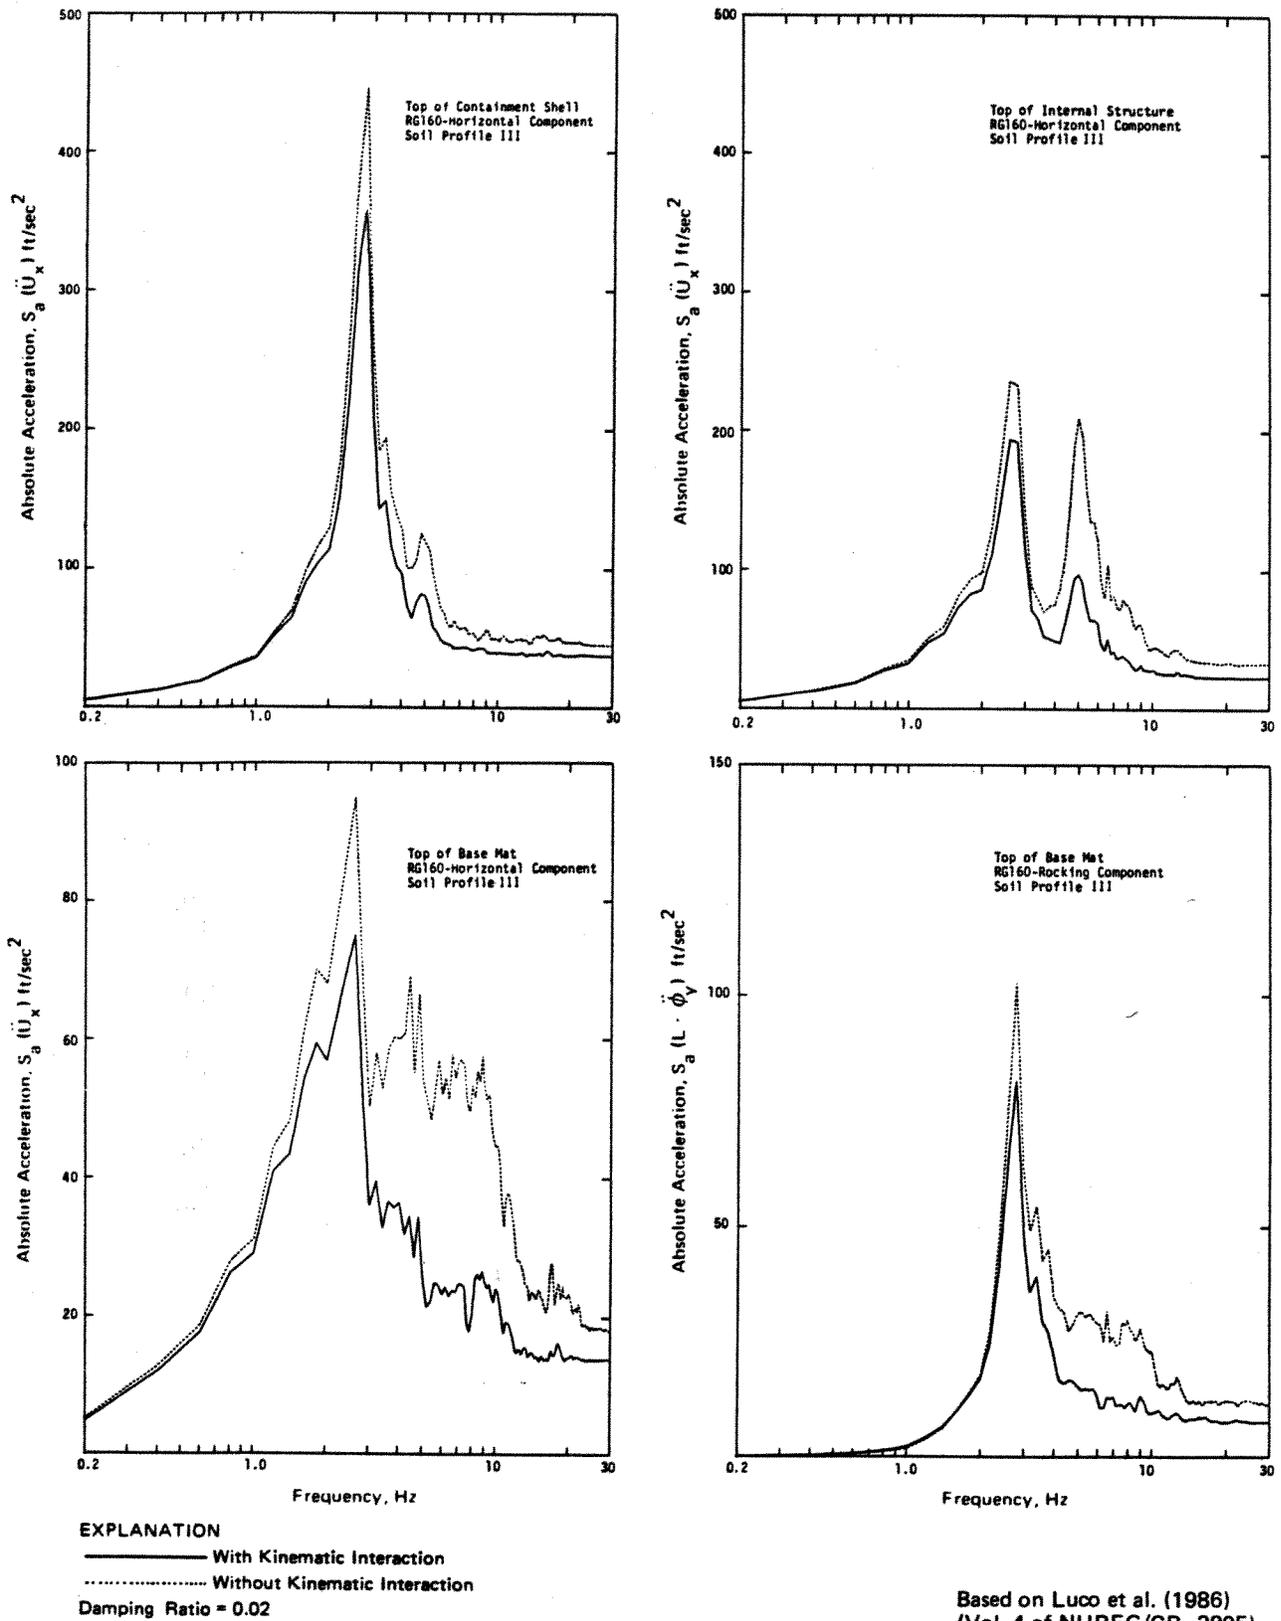 500
400
300
200
100
0.2 1.0 10 30
Absolute Acceleration, Sa (Üx) ft/sec2
Top of Containment Shell
RG160-Horizontal Component
Soil Profile III
500
400
300
200
100
0.2 1.0 10 30
Absolute Acceleration, Sa (Üx) ft/sec2
Top of Internal Structure
RG160-Horizontal Component
Soil Profile III
100
80
60
40
20
0.2 1.0 10 30
Absolute Acceleration, Sa (Üx) ft/sec2
Top of Base Mat
RG160-Horizontal Component
Soil Profile III
Frequency, Hz
150
100
50
0.2 1.0 10 30
Absolute Acceleration, Sa (L · ϕ̈y) ft/sec2
Top of Base Mat
RG160-Rocking Component
Soil Profile III
Frequency, Hz
EXPLANATION
With Kinematic Interaction
Without Kinematic Interaction
Damping Ratio = 0.02
Based on Luco et al. (1986)